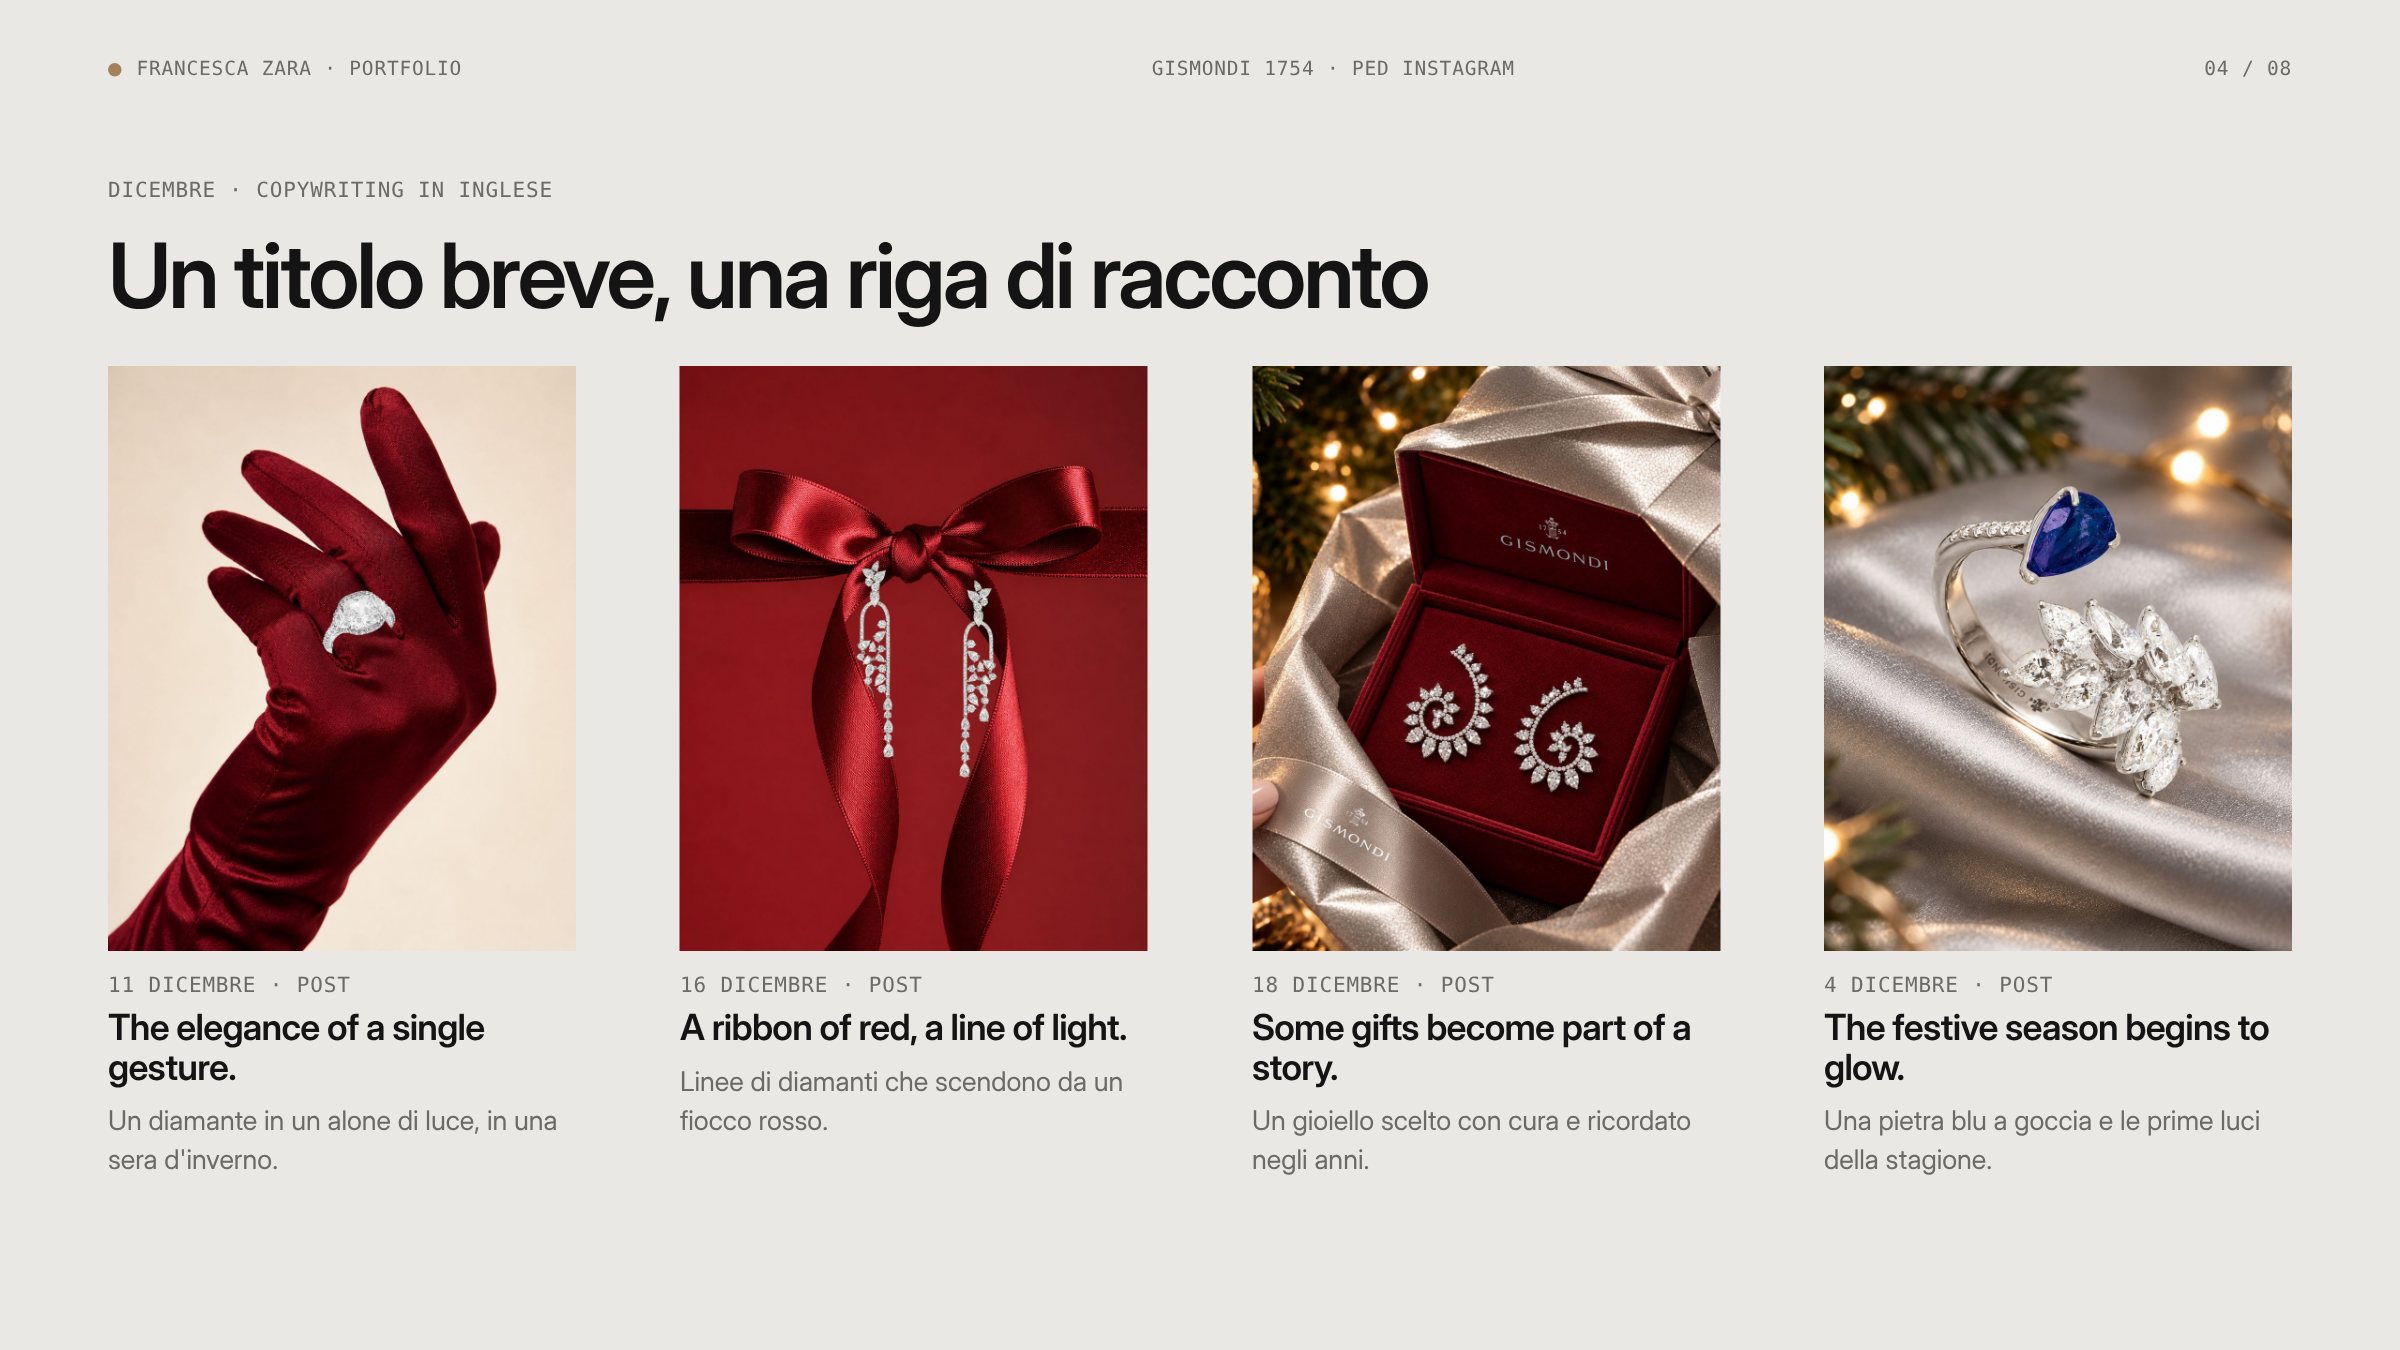 FRANCESCA ZARA · PORTFOLIO
GISMONDI 1754 · PED INSTAGRAM
04 / 08
DICEMBRE · COPYWRITING IN INGLESE
Un titolo breve, una riga di racconto
11 DICEMBRE · POST
The elegance of a single
gesture.
Un diamante in un alone di luce, in una
sera d'inverno.
16 DICEMBRE · POST
A ribbon of red, a line of light.
Linee di diamanti che scendono da un
fiocco rosso.
17 54
GISMONDI
GISMONDI
18 DICEMBRE · POST
Some gifts become part of a
story.
Un gioiello scelto con cura e ricordato
negli anni.
4 DICEMBRE · POST
The festive season begins to
glow.
Una pietra blu a goccia e le prime luci
della stagione.